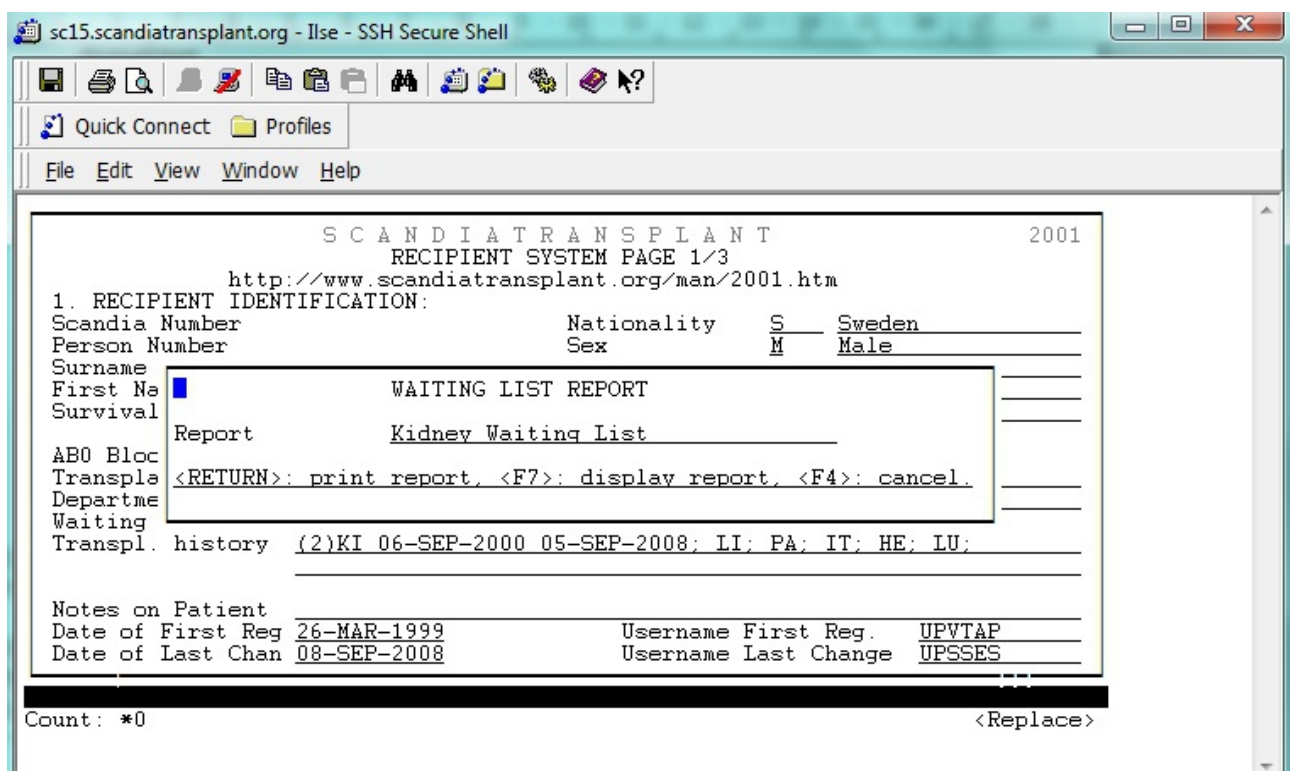 sc15.scandiatransplant.org - Ilse - SSH Secure Shell
Quick Connect Profiles
File Edit View Window Help
S C A N D I A T R A N S P L A N T 2001
RECIPIENT SYSTEM PAGE 1/3
http://www.scandiatransplant.org/man/2001.htm
1. RECIPIENT IDENTIFICATION:
Scandia Number Nationality S Sweden
Person Number Sex M Male
Surname
First Na WAITING LIST REPORT
Survival
Report Kidney Waiting List
AB0 Bloc
Transpla <RETURN>: print report, <F7>: display report, <F4>: cancel.
Departme
Waiting
Transpl. history (2)KI 06-SEP-2000 05-SEP-2008; LI; PA; IT; HE; LU;
Notes on Patient
Date of First Reg 26-MAR-1999 Username First Reg. UPVTAP
Date of Last Chan 08-SEP-2008 Username Last Change UPSSES
Count: *0 <Replace>